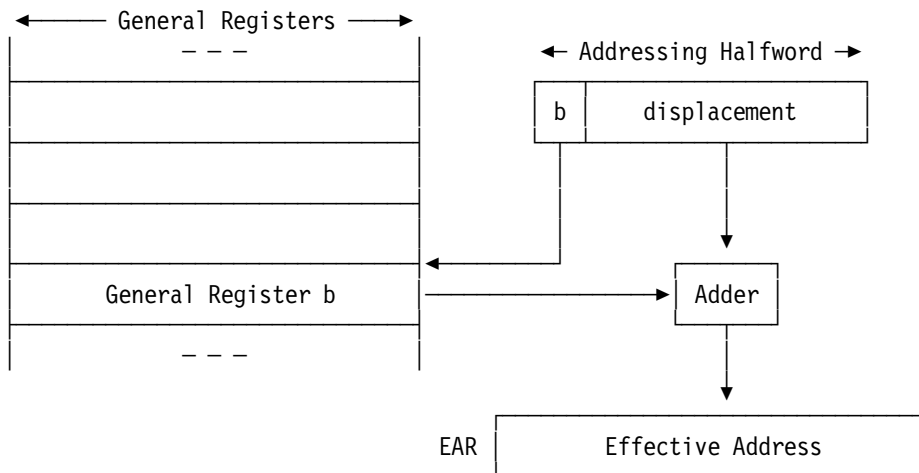 General Registers
– – –
Addressing Halfword
b displacement
General Register b
Adder
– – –
EAR Effective Address